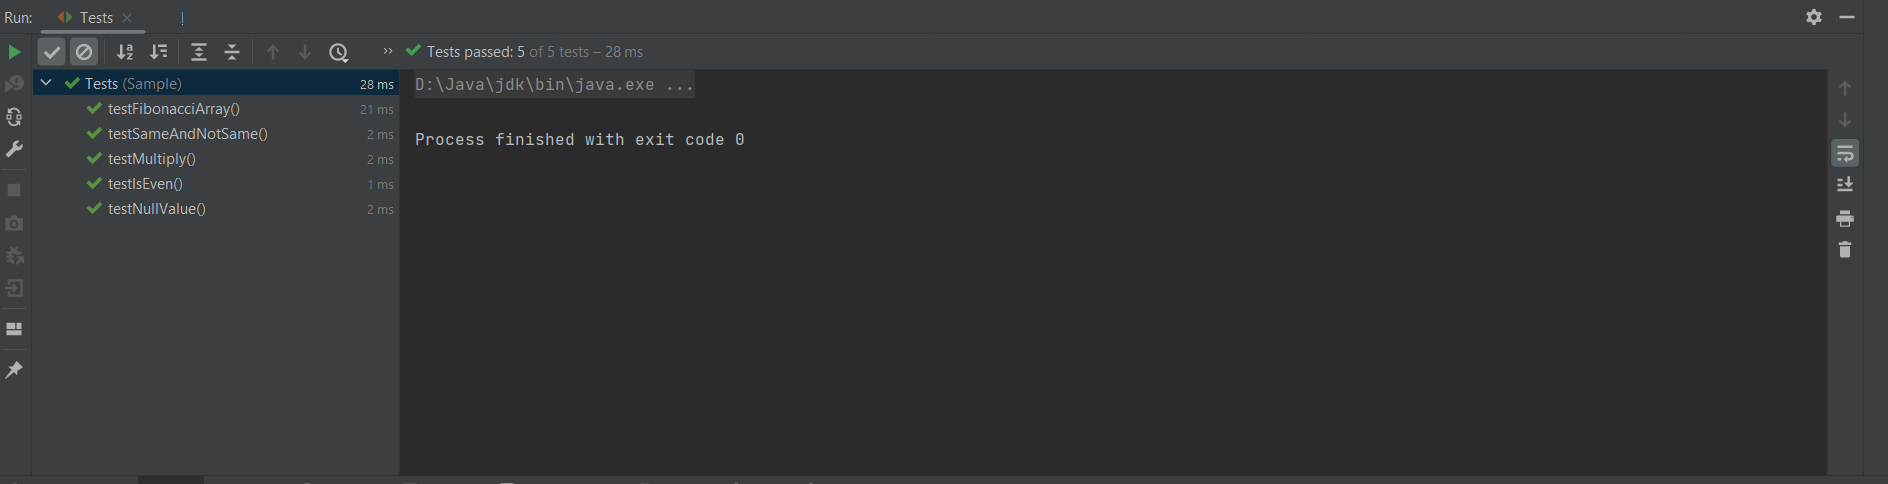 Run: Tests
Tests passed: 5 of 5 tests – 28 ms
Tests (Sample) 28 ms
testFibonacciArray() 21 ms
testSameAndNotSame() 2 ms
testMultiply() 2 ms
testIsEven() 1 ms
testNullValue() 2 ms
D:\Java\jdk\bin\java.exe ...
Process finished with exit code 0